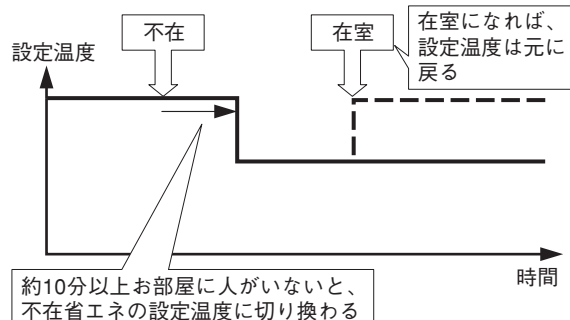 不在
在室
在室になれば、
設定温度は元に
戻る
設定温度
約10分以上お部屋に人がいないと、
不在省エネの設定温度に切り換わる
時間